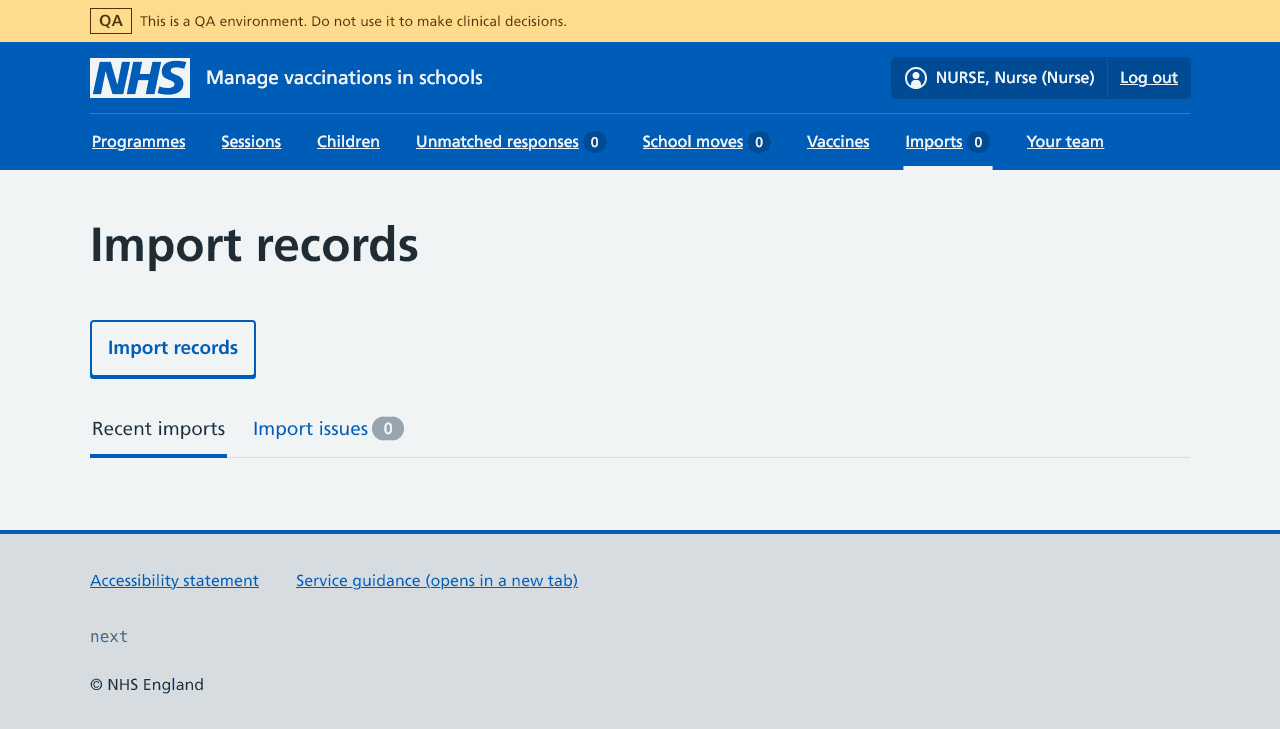 QA This is a QA environment. Do not use it to make clinical decisions.
NHS Manage vaccinations in schools NURSE, Nurse (Nurse) Log out
Programmes Sessions Children Unmatched responses 0 School moves 0 Vaccines Imports 0 Your team
Import records
Import records
Recent imports Import issues 0
Accessibility statement Service guidance (opens in a new tab)
next
© NHS England